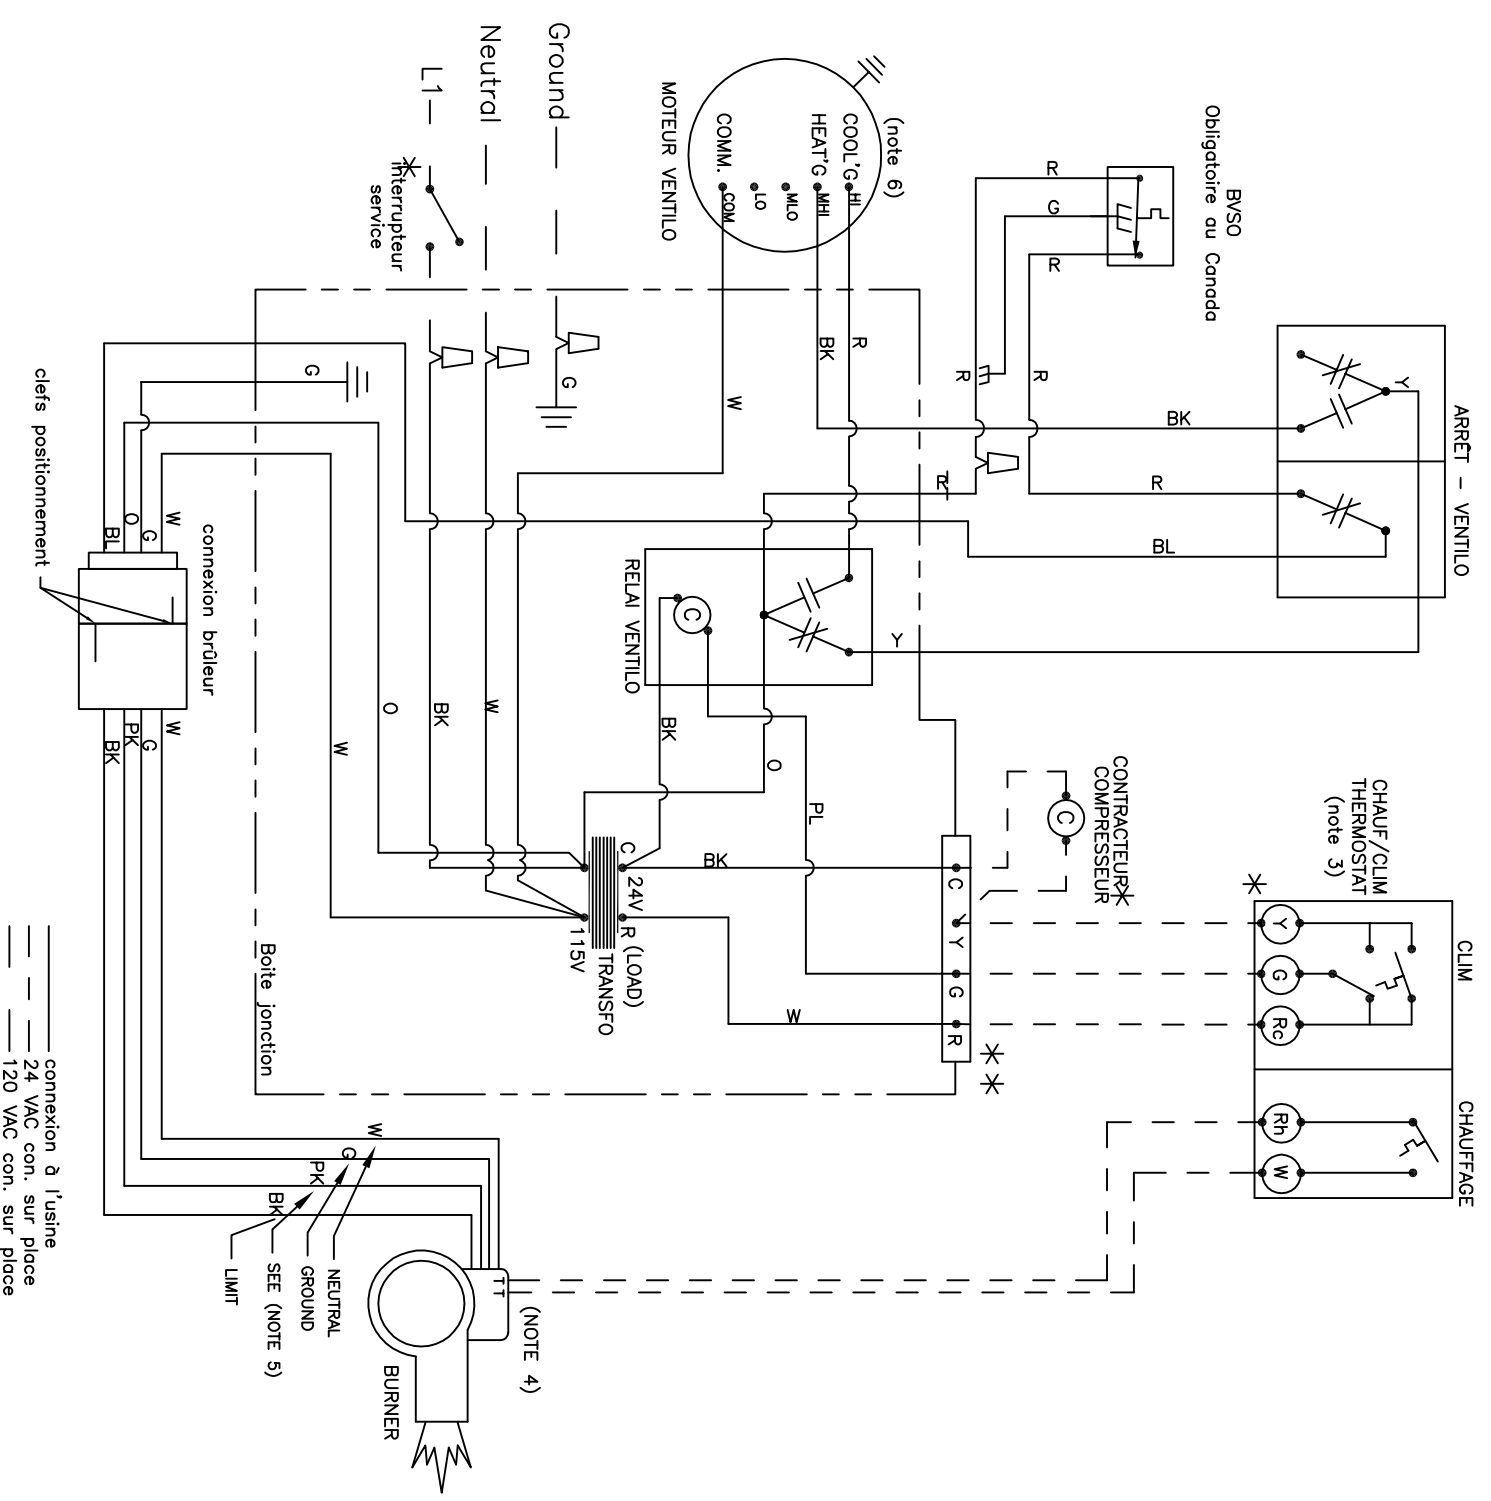 BVSO
Obligatoire au Canada
R
G
R
ARRÊT - VENTILO
Y
BK
R
BL
R
R
R
Y
(note 6)
COOL'G
HEAT'G
COMM.
HI
MHI
MLO
LO
COM
MOTEUR VENTILO
R
BK
W
Ground
Neutral
L1
interrupteur
service
G
G
RELAI VENTILO
C
BK
O
PL
CONTRACTEUR
COMPRESSEUR
C
CHAUF/CLIM
THERMOSTAT
(note 3)
CLIM
Y
G
Rc
CHAUFFAGE
Rh
W
C
Y
G
R
BK
W
C
24V
R (LOAD)
TRANSFO
115V
O
BK
W
W
Boite jonction
clefs positionnement
connexion brûleur
W
G
O
BL
W
G
PK
BK
W
G
PK
BK
NEUTRAL
GROUND
SEE (NOTE 5)
LIMIT
T T
(NOTE 4)
BURNER
connexion à l'usine
24 VAC con. sur place
120 VAC con. sur place